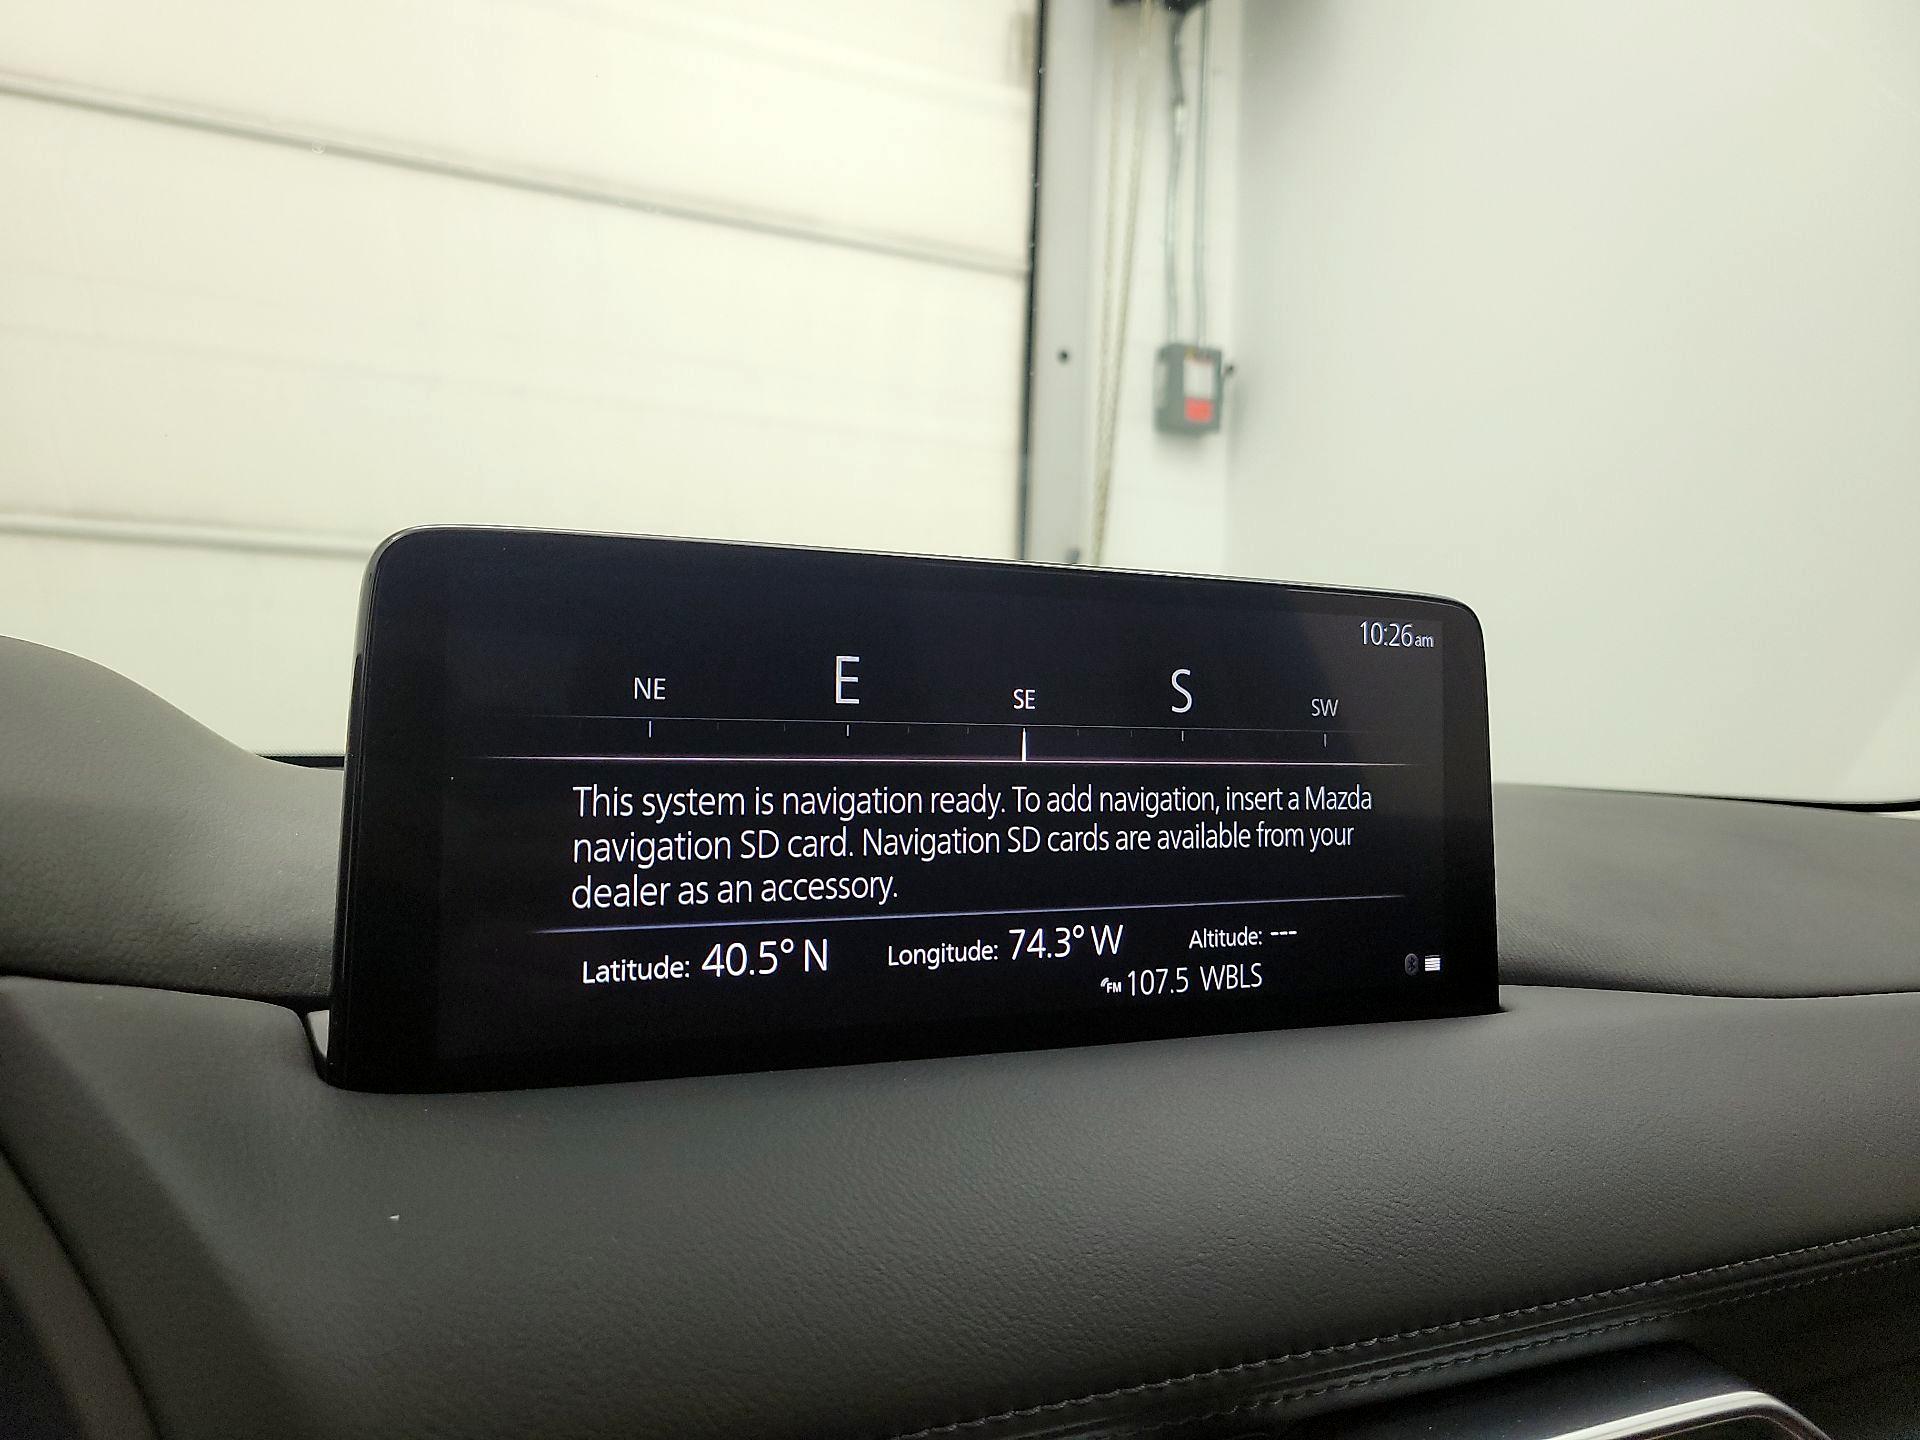 10:26am
NE E SE S SW
This system is navigation ready. To add navigation, insert a Mazda
navigation SD card. Navigation SD cards are available from your
dealer as an accessory.
Latitude: 40.5° N Longitude: 74.3° W Altitude: ---
FM 107.5 WBLS